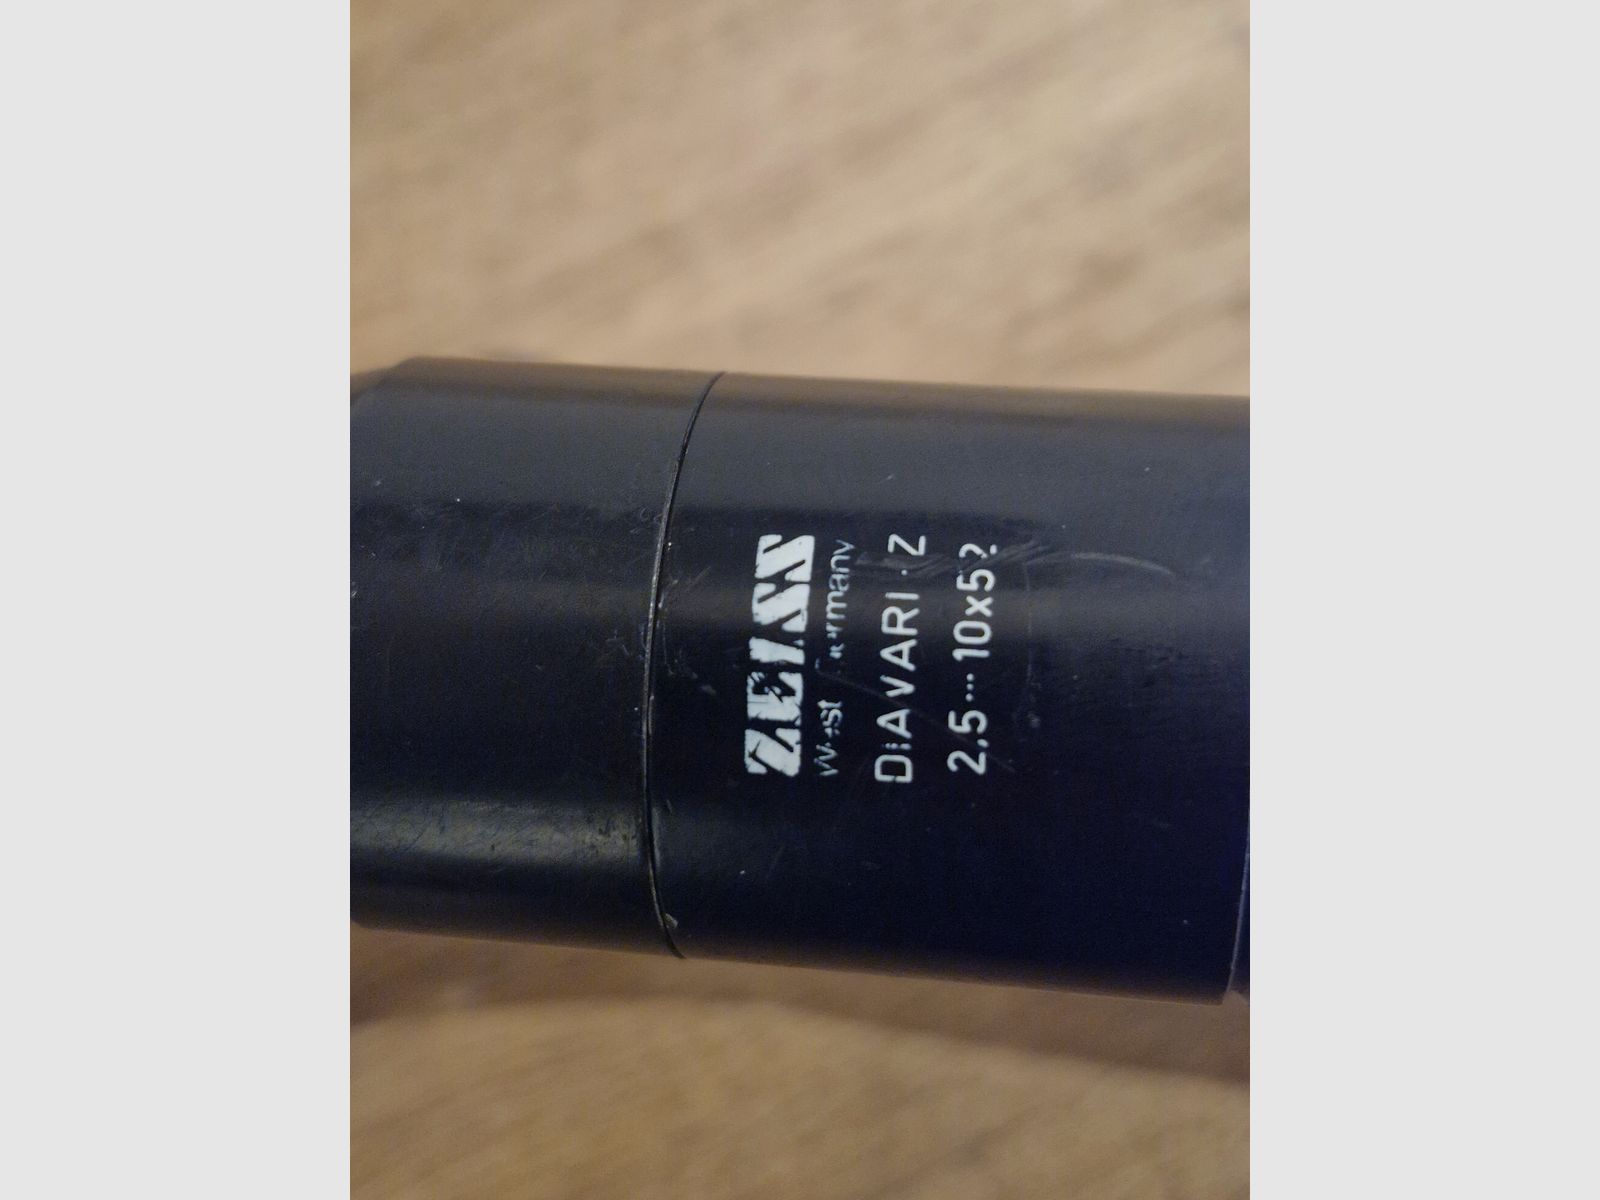 ZEISS
West Germany
DIAVARI - Z
2,5···10x52